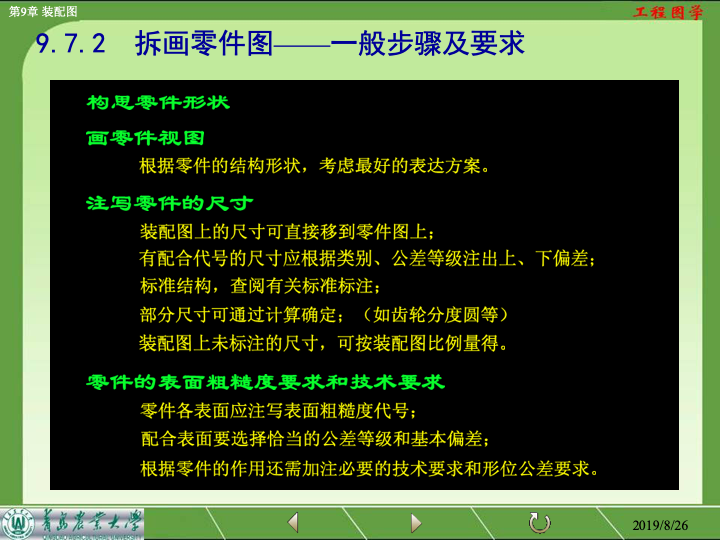 第9章 装配图
工程图学
9.7.2 拆画零件图——一般步骤及要求
构思零件形状
画零件视图
根据零件的结构形状，考虑最好的表达方案。
注写零件的尺寸
装配图上的尺寸可直接移到零件图上；
有配合代号的尺寸应根据类别、公差等级注出上、下偏差；
标准结构，查阅有关标准标注；
部分尺寸可通过计算确定；（如齿轮分度圆等）
装配图上未标注的尺寸，可按装配图比例量得。
零件的表面粗糙度要求和技术要求
零件各表面应注写表面粗糙度代号；
配合表面要选择恰当的公差等级和基本偏差；
根据零件的作用还需加注必要的技术要求和形位公差要求。
青岛农业大学
2019/8/26